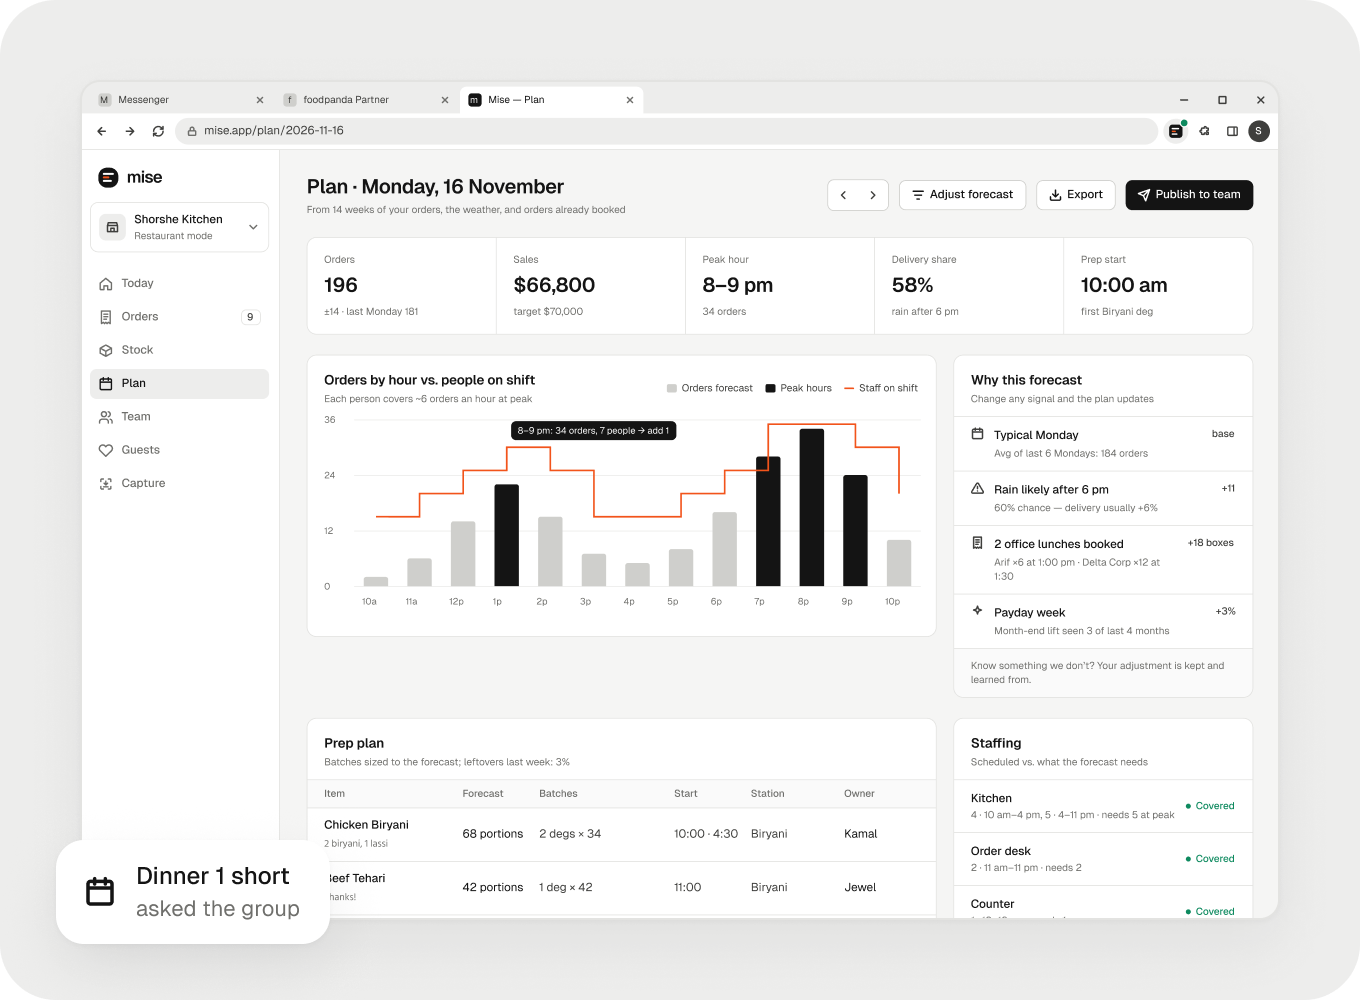 Messenger
foodpanda Partner
Mise — Plan
mise.app/plan/2026-11-16
S
mise
Shorshe Kitchen
Restaurant mode
Today
Orders 9
Stock
Plan
Team
Guests
Capture
Plan · Monday, 16 November
From 14 weeks of your orders, the weather, and orders already booked
Adjust forecast
Export
Publish to team
Orders
196
±14 · last Monday 181
Sales
$66,800
target $70,000
Peak hour
8–9 pm
34 orders
Delivery share
58%
rain after 6 pm
Prep start
10:00 am
first Biryani deg
Orders by hour vs. people on shift
Each person covers ~6 orders an hour at peak
Orders forecast Peak hours Staff on shift
8–9 pm: 34 orders, 7 people → add 1
36
24
12
0
10a 11a 12p 1p 2p 3p 4p 5p 6p 7p 8p 9p 10p
Why this forecast
Change any signal and the plan updates
Typical Monday base
Avg of last 6 Mondays: 184 orders
Rain likely after 6 pm +11
60% chance — delivery usually +6%
2 office lunches booked +18 boxes
Arif ×6 at 1:00 pm · Delta Corp ×12 at
1:30
Payday week +3%
Month-end lift seen 3 of last 4 months
Know something we don't? Your adjustment is kept and
learned from.
Prep plan
Batches sized to the forecast; leftovers last week: 3%
Item Forecast Batches Start Station Owner
Chicken Biryani 68 portions 2 degs × 34 10:00 · 4:30 Biryani Kamal
2 biryani, 1 lassi
Beef Tehari 42 portions 1 deg × 42 11:00 Biryani Jewel
hanks!
Staffing
Scheduled vs. what the forecast needs
Kitchen Covered
4 · 10 am–4 pm, 5 · 4–11 pm · needs 5 at peak
Order desk Covered
2 · 11 am–11 pm · needs 2
Counter Covered
Dinner 1 short
asked the group